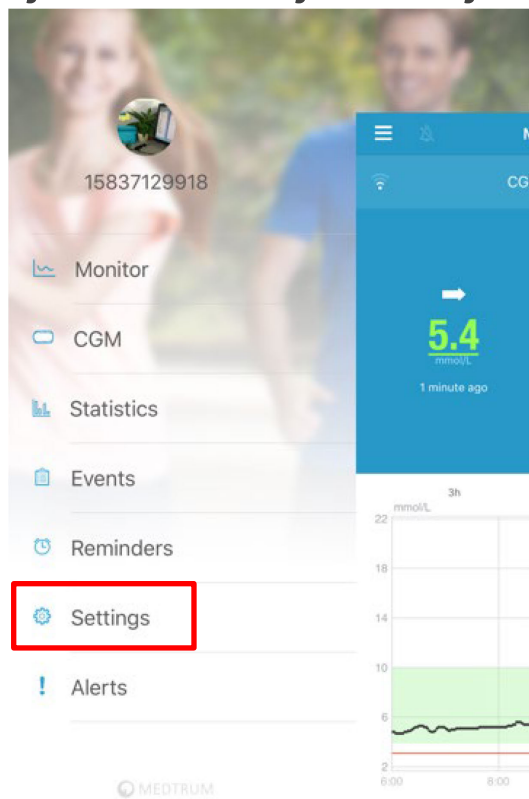 15837129918
Monitor
CGM
Statistics
Events
Reminders
Settings
Alerts
MEDTRUM
M
CG
5.4
mmol/L
1 minute ago
3h
mmol/L
22
18
14
10
6
2
6:00
8:00